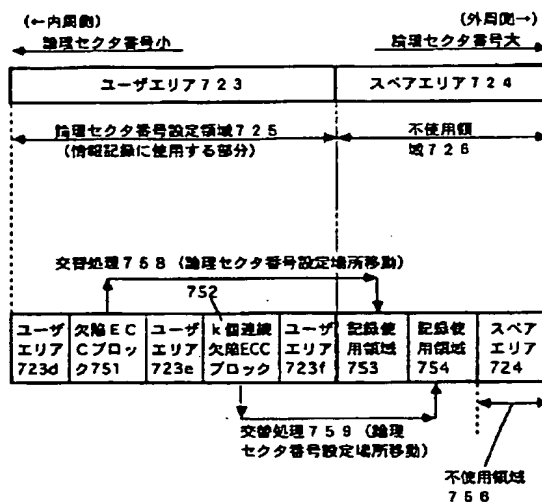 (←内周側)
論理セクタ番号小
(外周側→)
論理セクタ番号大
ユーザエリア723
スペアエリア724
論理セクタ番号設定領域725
(情報記録に使用する部分)
不使用領
域726
交替処理758 (論理セクタ番号設定場所移動)
752
ユーザ
エリア
723d
欠陥EC
Cブロッ
ク751
ユーザ
エリア
723e
k個連続
欠陥ECC
ブロック
ユーザ
エリア
723f
記録使
用領域
753
記録使
用領域
754
スペア
エリア
724
交替処理759 (論理
セクタ番号設定場所移動)
不使用領域
756